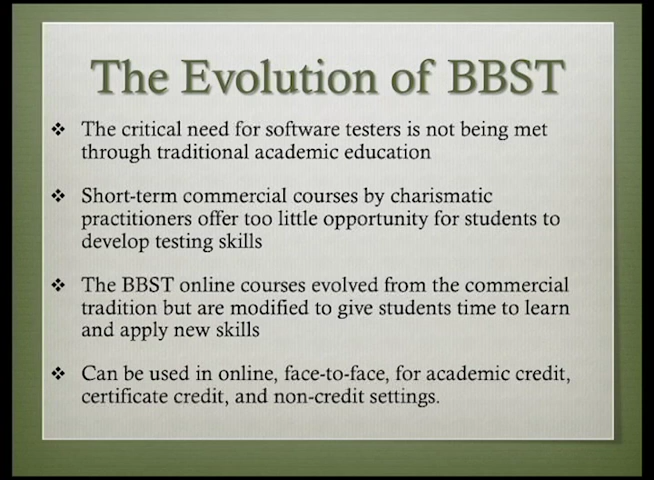 The Evolution of BBST
❖ The critical need for software testers is not being met
through traditional academic education
❖ Short-term commercial courses by charismatic
practitioners offer too little opportunity for students to
develop testing skills
❖ The BBST online courses evolved from the commercial
tradition but are modified to give students time to learn
and apply new skills
❖ Can be used in online, face-to-face, for academic credit,
certificate credit, and non-credit settings.